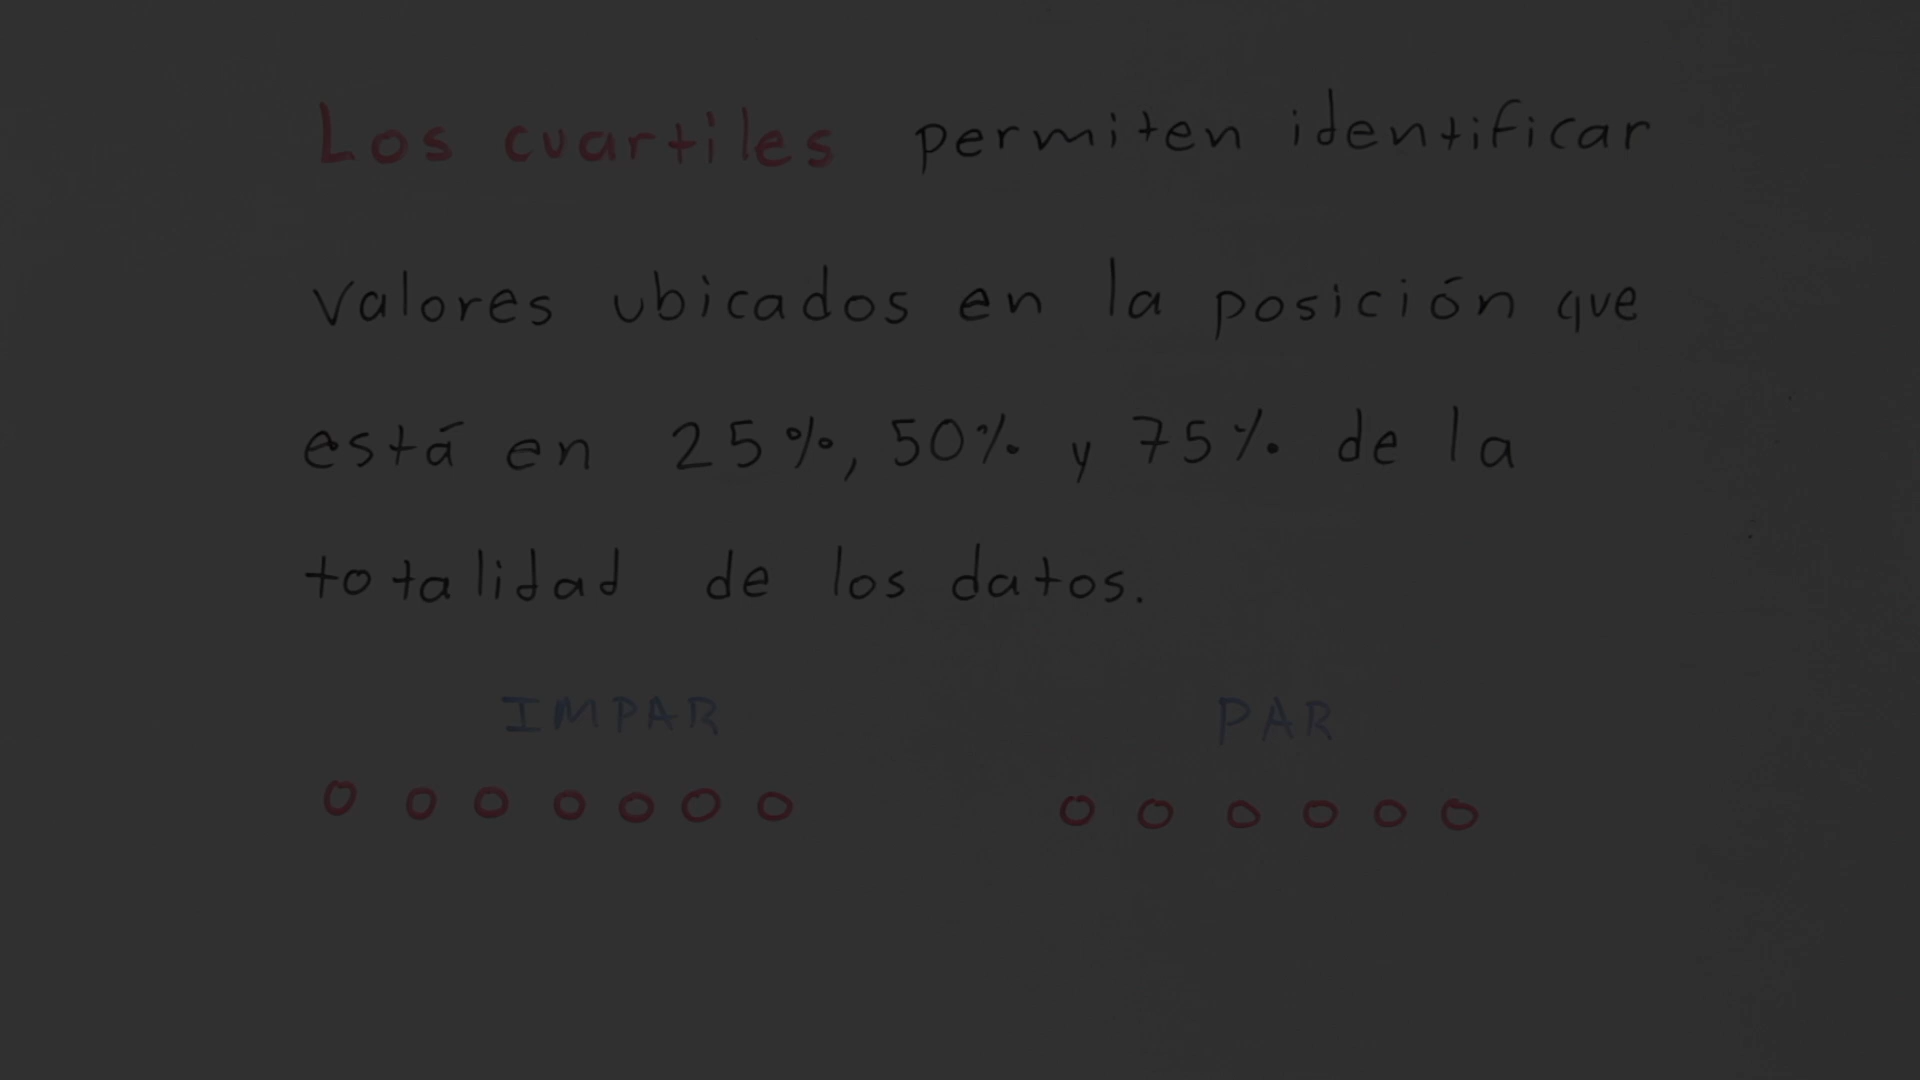 Los cuartiles permiten identificar
valores ubicados en la posición que
está en 25%, 50% y 75% de la
totalidad de los datos.
IMPAR PAR